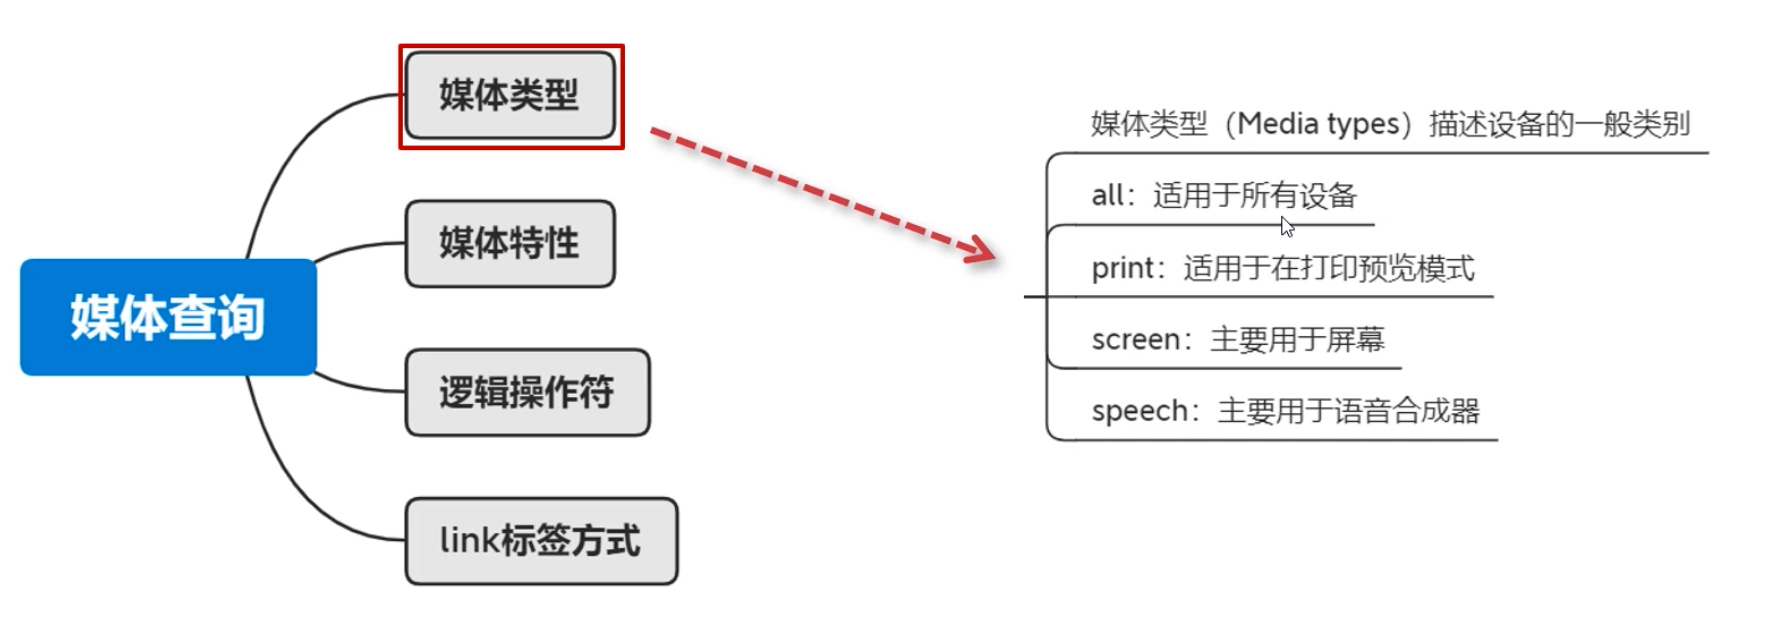 媒体查询
媒体类型
媒体特性
逻辑操作符
link标签方式
媒体类型（Media types）描述设备的一般类别
all：适用于所有设备
print：适用于在打印预览模式
screen：主要用于屏幕
speech：主要用于语音合成器